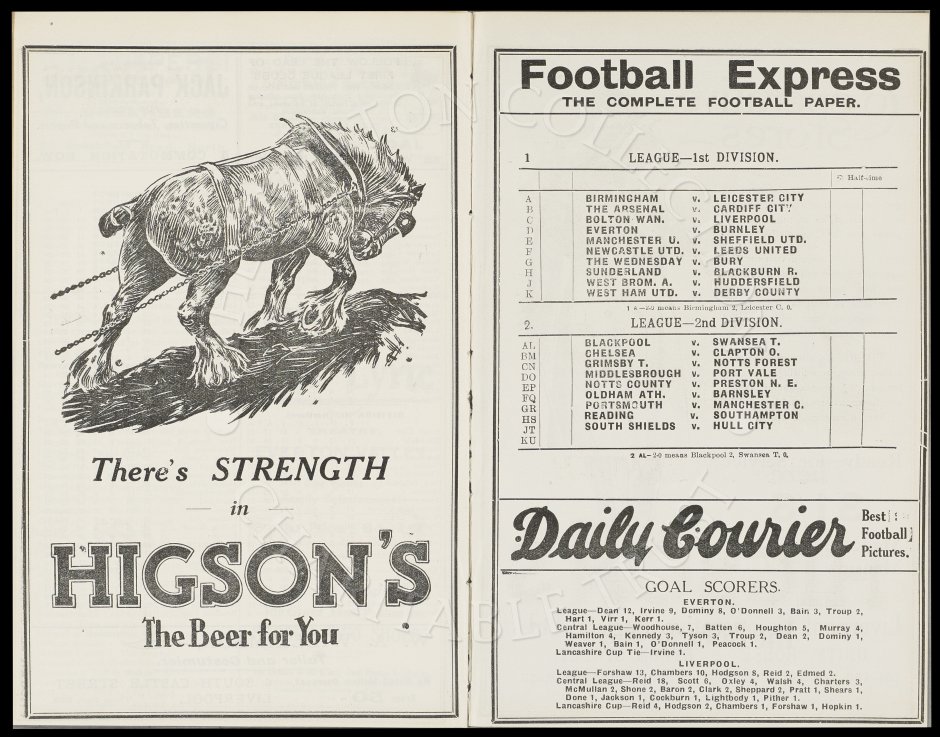 There's STRENGTH
in
HIGSON'S
The Beer for You
Football Express
THE COMPLETE FOOTBALL PAPER.
1 LEAGUE—1st DIVISION.
Half-time
A BIRMINGHAM v. LEICESTER CITY
B THE ARSENAL v. CARDIFF CITY
C BOLTON WAN. v. LIVERPOOL
D EVERTON v. BURNLEY
E MANCHESTER U. v. SHEFFIELD UTD.
F NEWCASTLE UTD. v. LEEDS UNITED
G THE WEDNESDAY v. BURY
H SUNDERLAND v. BLACKBURN R.
J WEST BROM. A. v. HUDDERSFIELD
K WEST HAM UTD. v. DERBY COUNTY
1 A—2-0 means Birmingham 2, Leicester C. 0.
2. LEAGUE—2nd DIVISION.
AL BLACKPOOL v. SWANSEA T.
BM CHELSEA v. CLAPTON O.
CN GRIMSBY T. v. NOTTS FOREST
DO MIDDLESBROUGH v. PORT VALE
EP NOTTS COUNTY v. PRESTON N. E.
FQ OLDHAM ATH. v. BARNSLEY
GR PORTSMOUTH v. MANCHESTER C.
HS READING v. SOUTHAMPTON
JT SOUTH SHIELDS v. HULL CITY
KU
2 AL—2-0 means Blackpool 2, Swansea T, 0.
Daily Courier
Best
Football
Pictures.
GOAL SCORERS.
EVERTON.
League—Dean 12, Irvine 9, Dominy 8, O'Donnell 3, Bain 3, Troup 2,
Hart 1, Virr 1, Kerr 1.
Central League—Woodhouse, 7, Batten 6, Houghton 5, Murray 4,
Hamilton 4, Kennedy 3, Tyson 3, Troup 2, Dean 2, Dominy 1,
Weaver 1, Bain 1, O'Donnell 1, Peacock 1.
Lancashire Cup Tie—Irvine 1.
LIVERPOOL.
League—Forshaw 13, Chambers 10, Hodgson 8, Reid 2, Edmed 2.
Central League—Reid 18, Scott 6, Oxley 4, Walsh 4, Charters 3,
McMullan 2, Shone 2, Baron 2, Clark 2, Sheppard 2, Pratt 1, Shears 1,
Done 1, Jackson 1, Cockburn 1, Lightbody 1, Pither 1.
Lancashire Cup—Reid 4, Hodgson 2, Chambers 1, Forshaw 1, Hopkin 1.